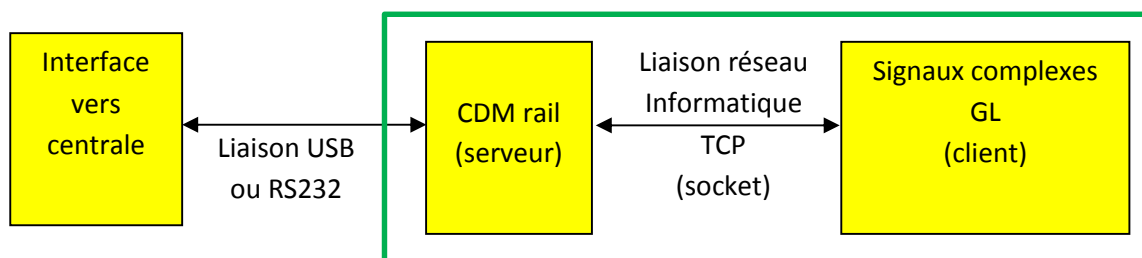 Interface
vers
centrale
Liaison USB
ou RS232
CDM rail
(serveur)
Liaison réseau
Informatique
TCP
(socket)
Signaux complexes
GL
(client)